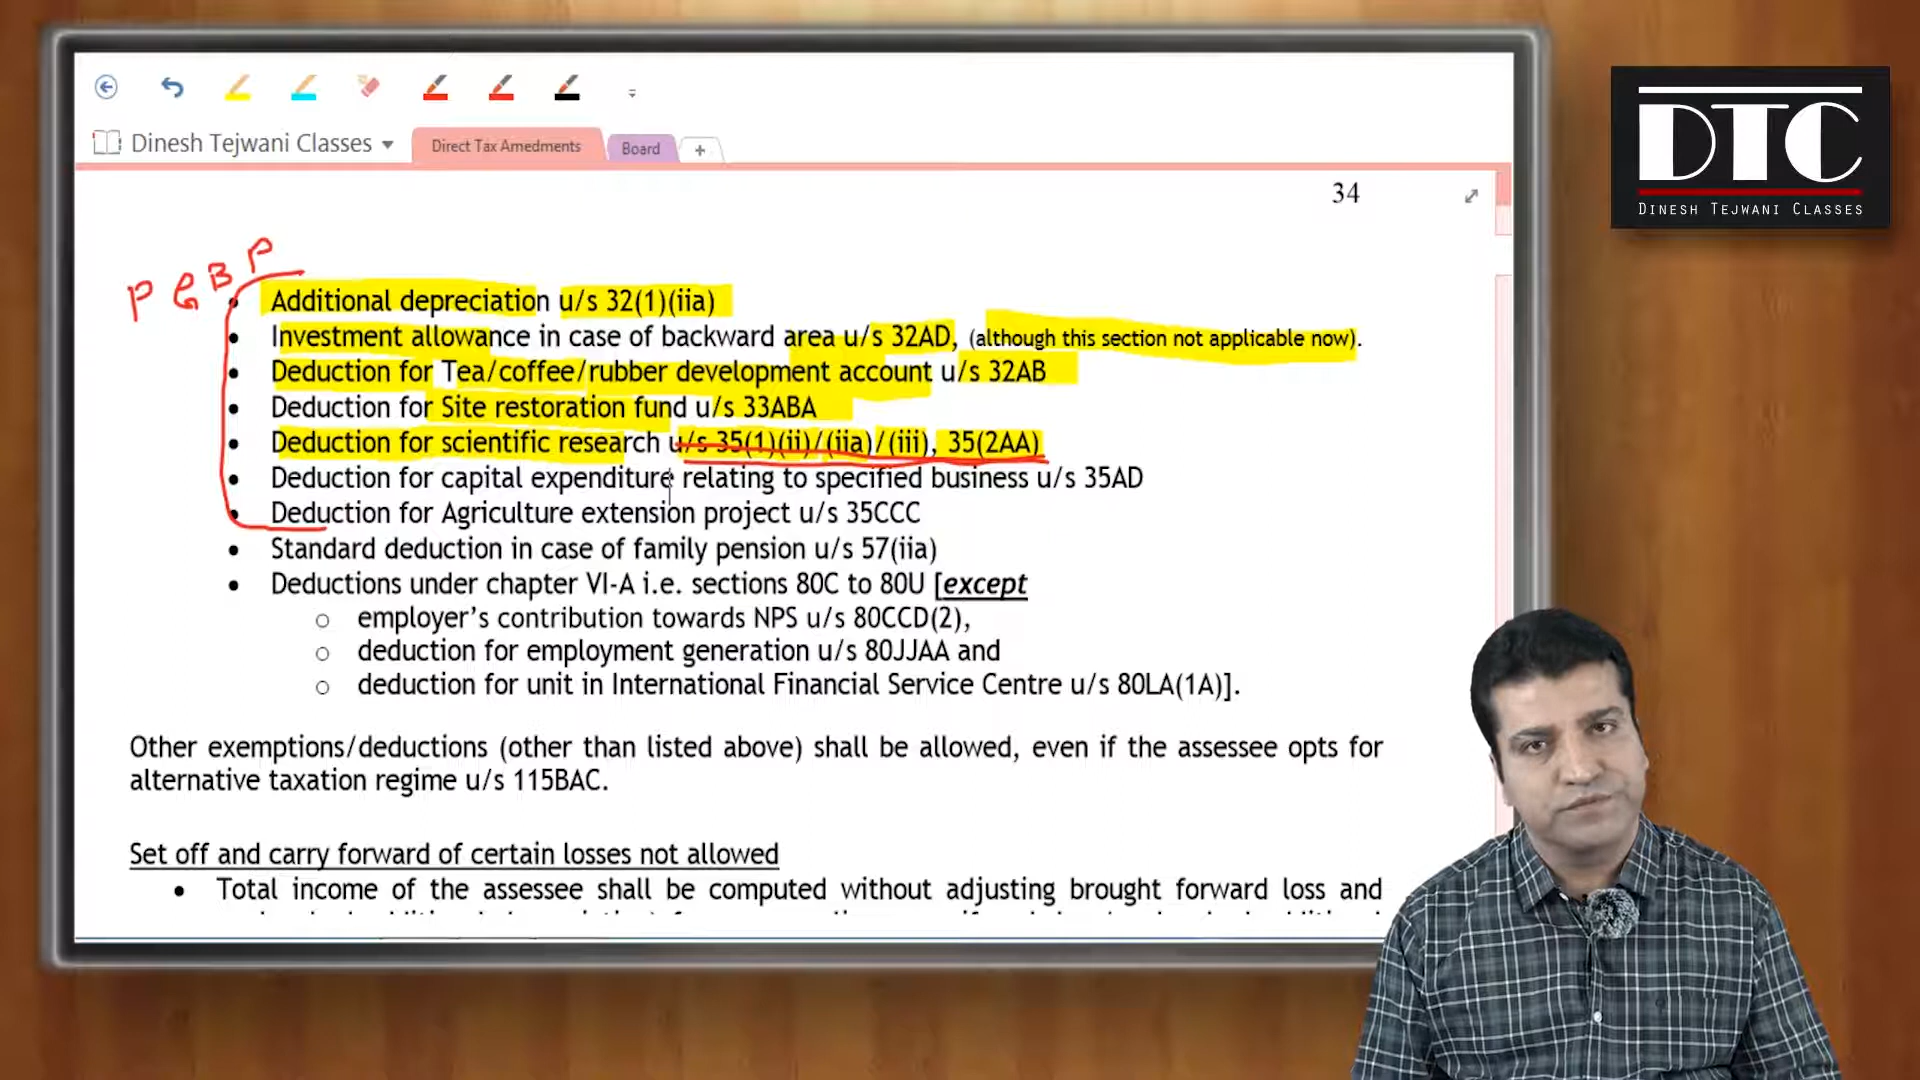 DTC
DINESH TEJWANI CLASSES
Dinesh Tejwani Classes
Direct Tax Amedments
Board
+
34
P G B P
• Additional depreciation u/s 32(1)(iia)
• Investment allowance in case of backward area u/s 32AD, (although this section not applicable now).
• Deduction for Tea/coffee/rubber development account u/s 32AB
• Deduction for Site restoration fund u/s 33ABA
• Deduction for scientific research u/s 35(1)(ii)/(iia)/(iii), 35(2AA)
• Deduction for capital expenditure relating to specified business u/s 35AD
• Deduction for Agriculture extension project u/s 35CCC
• Standard deduction in case of family pension u/s 57(iia)
• Deductions under chapter VI-A i.e. sections 80C to 80U [except
o employer’s contribution towards NPS u/s 80CCD(2),
o deduction for employment generation u/s 80JJAA and
o deduction for unit in International Financial Service Centre u/s 80LA(1A)].
Other exemptions/deductions (other than listed above) shall be allowed, even if the assessee opts for
alternative taxation regime u/s 115BAC.
Set off and carry forward of certain losses not allowed
• Total income of the assessee shall be computed without adjusting brought forward loss and